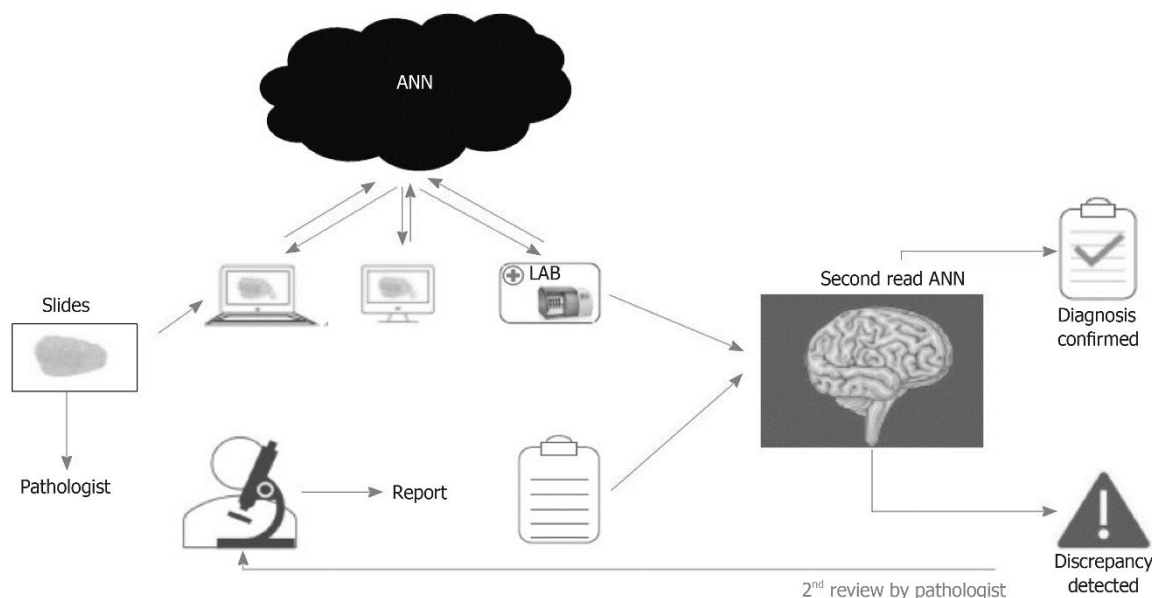 ANN
LAB
Second read ANN
Slides
Diagnosis
confirmed
Pathologist
Report
Discrepancy
detected
2nd review by pathologist